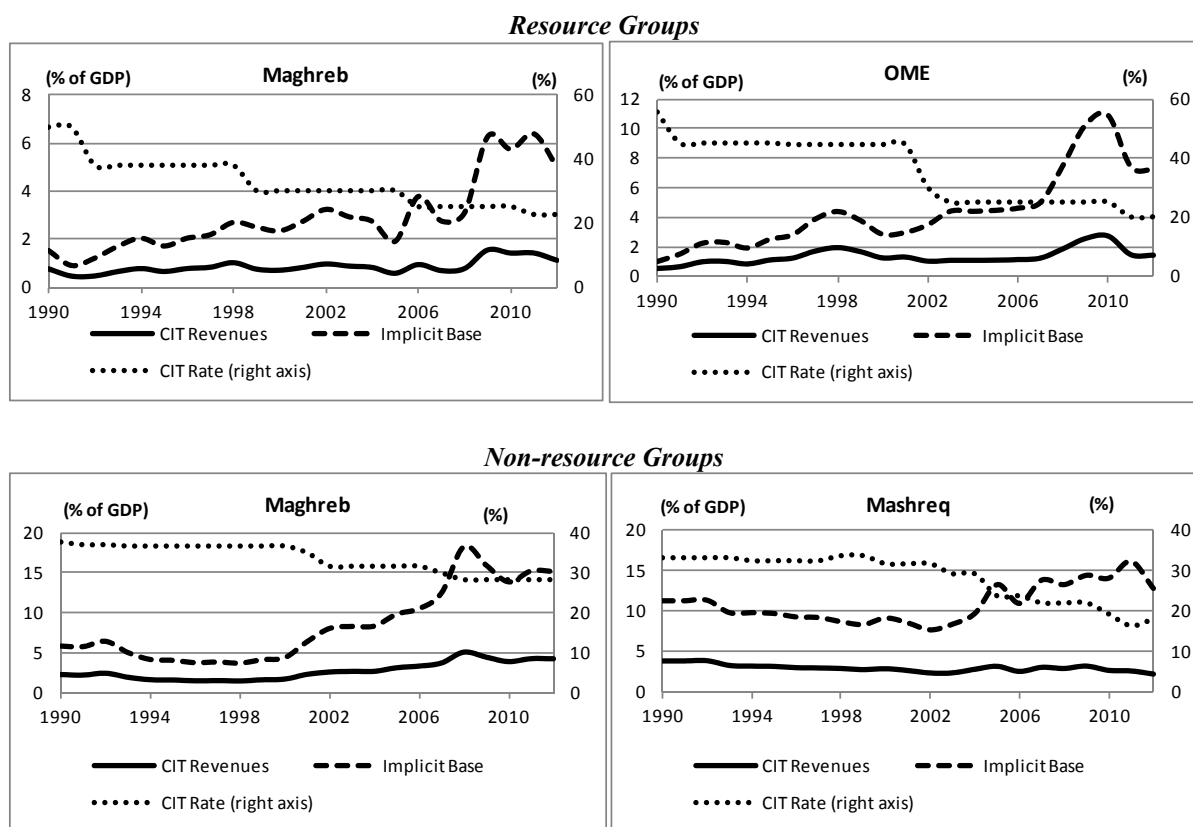 Resource Groups
(% of GDP) Maghreb (%)
8 60
6 40
4
20
2
0 0
1990 1994 1998 2002 2006 2010
CIT Revenues Implicit Base
CIT Rate (right axis)
(% of GDP) OME (%)
12 60
10
8 40
6
4 20
2
0 0
1990 1994 1998 2002 2006 2010
CIT Revenues Implicit Base
CIT Rate (right axis)
Non-resource Groups
(% of GDP) Maghreb (%)
20 40
15 30
10 20
5 10
0 0
1990 1994 1998 2002 2006 2010
CIT Revenues Implicit Base
CIT Rate (right axis)
(% of GDP) Mashreq (%)
20 40
15 30
10 20
5 10
0 0
1990 1994 1998 2002 2006 2010
CIT Revenues Implicit Base
CIT Rate (right axis)